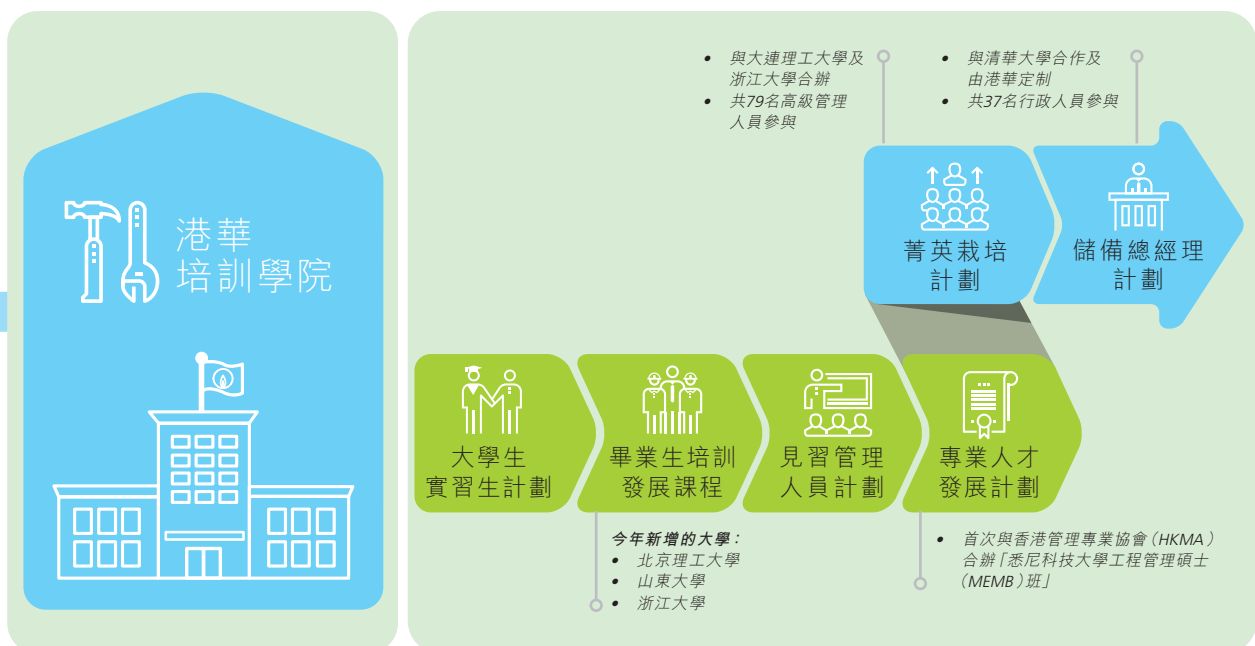 港華
培訓學院
• 與大連理工大學及
浙江大學合辦
• 共79名高級管理
人員參與
• 與清華大學合作及
由港華定制
• 共37名行政人員參與
菁英栽培
計劃
儲備總經理
計劃
大學生
實習生計劃
畢業生培訓
發展課程
見習管理
人員計劃
專業人才
發展計劃
今年新增的大學：
• 北京理工大學
• 山東大學
• 浙江大學
• 首次與香港管理專業協會（HKMA）
合辦「悉尼科技大學工程管理碩士
（MEMB）班」